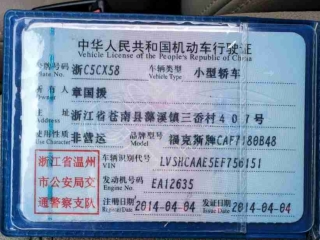 中华人民共和国机动车行驶证
Vehicle License of the People's Republic of China
号牌号码 浙C5CX58 车辆类型 小型轿车
Plate No. Vehicle Type
所有人 章国援
住址 浙江省苍南县藻溪镇三岙村407号
使用性质 非营运 品牌型号 福克斯牌CAF7180B48
浙江省温州
市公安局交
通警察支队
车辆识别代号 LVSHCAAE5EF756151
VIN
发动机号码 EA12635
Engine No.
注册日期 2014-04-04 发证日期 2014-04-04